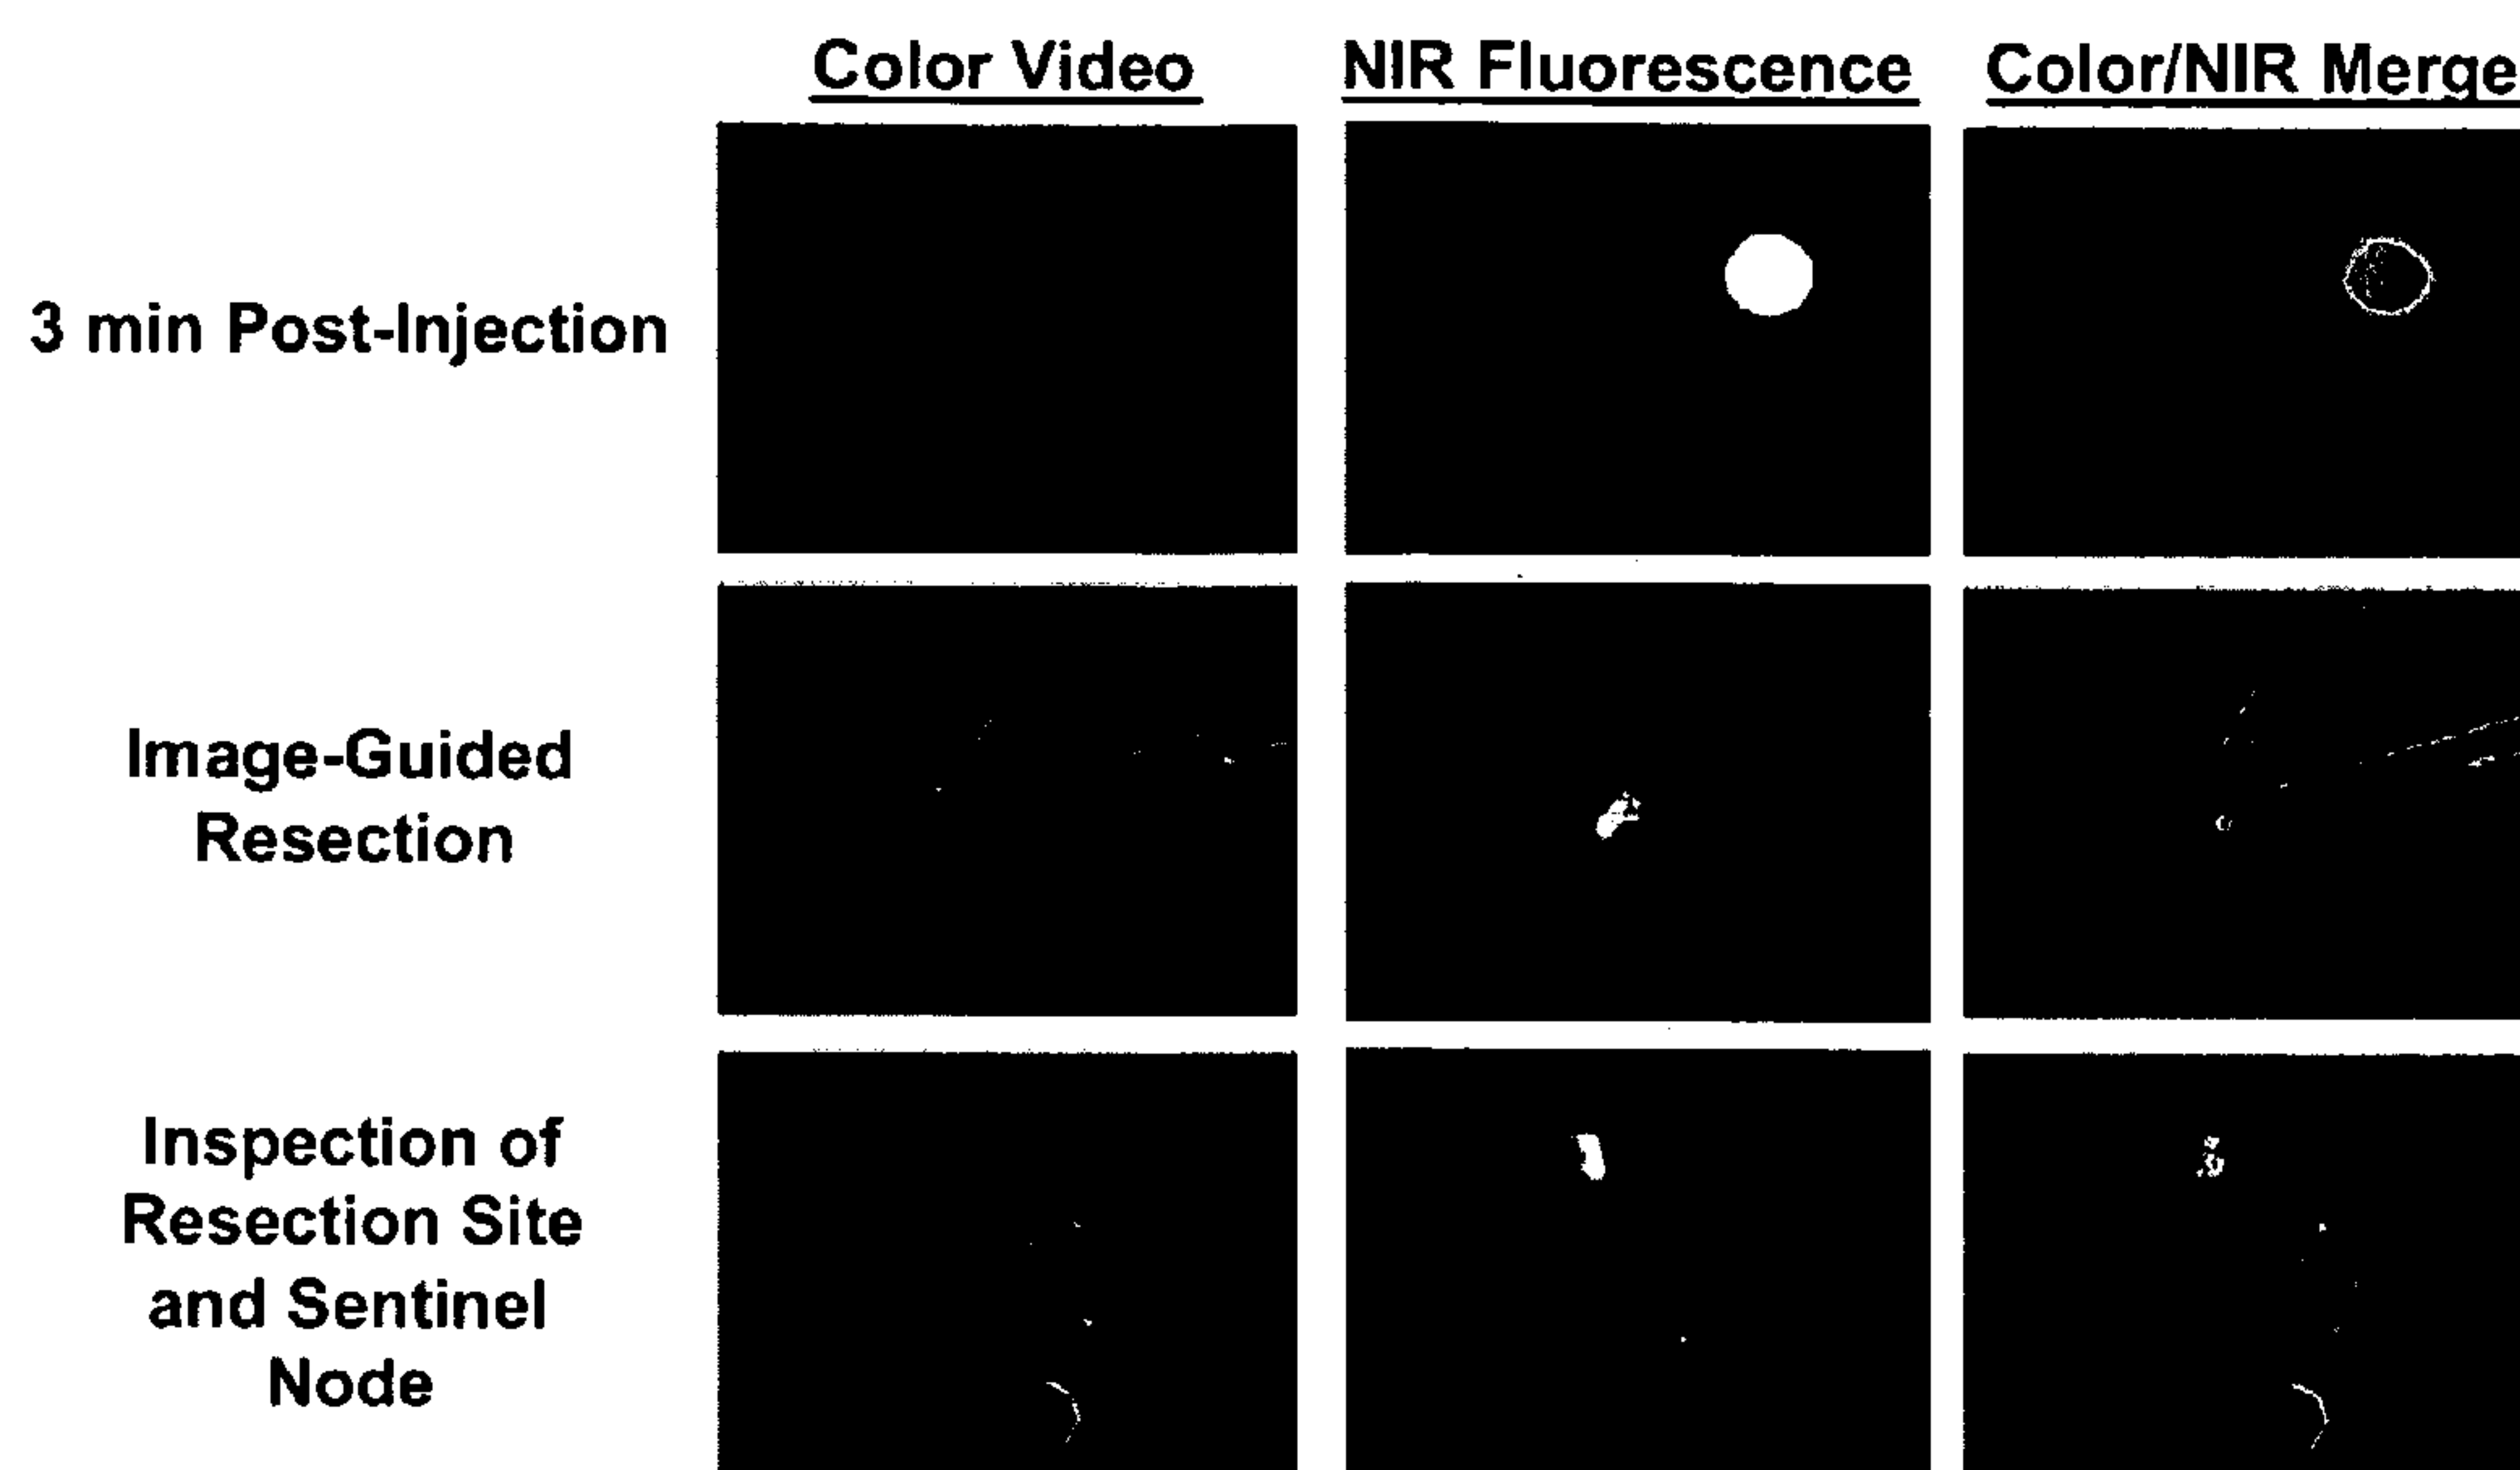 Color Video
NIR Fluorescence
Color/NIR Merge
3 min Post-Injection
Image-Guided
Resection
Inspection of
Resection Site
and Sentinel
Node